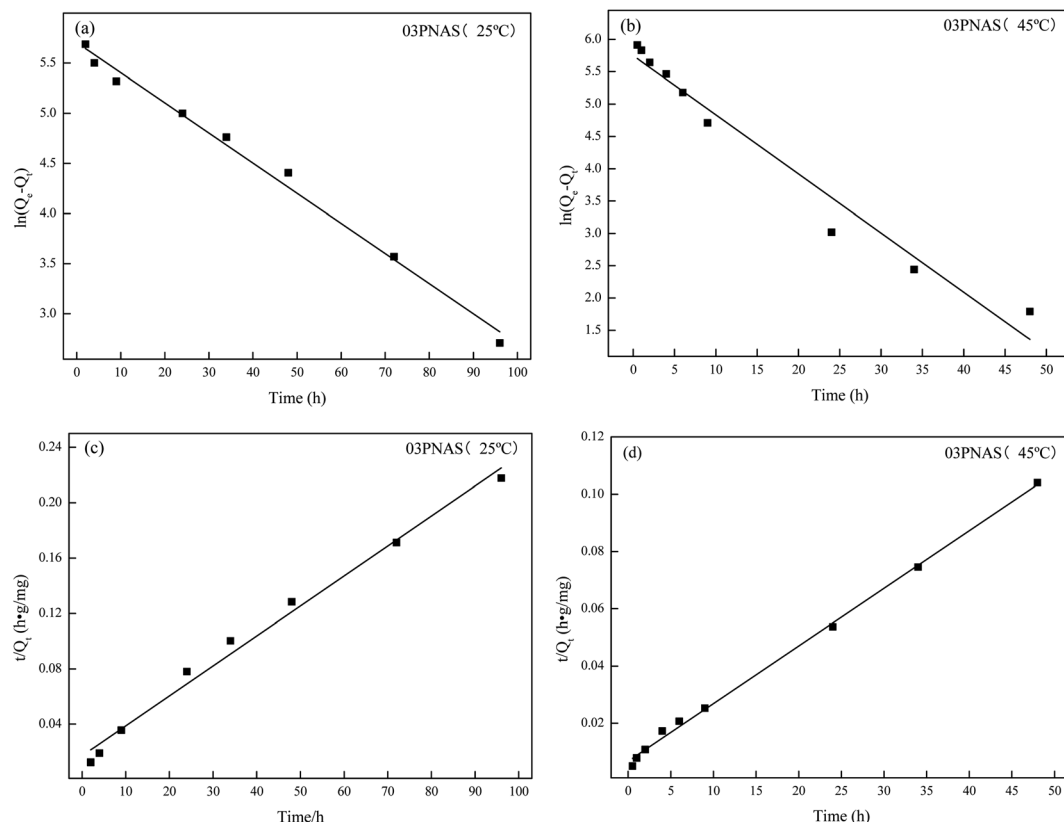 (a)
03PNAS( 25ºC)
5.5
5.0
4.5
4.0
3.5
3.0
ln(Qe-Qt)
0 10 20 30 40 50 60 70 80 90 100
Time (h)
(b)
03PNAS( 45ºC)
6.0
5.5
5.0
4.5
4.0
3.5
3.0
2.5
2.0
1.5
ln(Qe-Qt)
0 5 10 15 20 25 30 35 40 45 50
Time (h)
(c)
03PNAS( 25ºC)
0.24
0.20
0.16
0.12
0.08
0.04
t/Qt (h•g/mg)
0 10 20 30 40 50 60 70 80 90 100
Time/h
(d)
03PNAS( 45ºC)
0.12
0.10
0.08
0.06
0.04
0.02
t/Qt (h•g/mg)
0 5 10 15 20 25 30 35 40 45 50
Time (h)